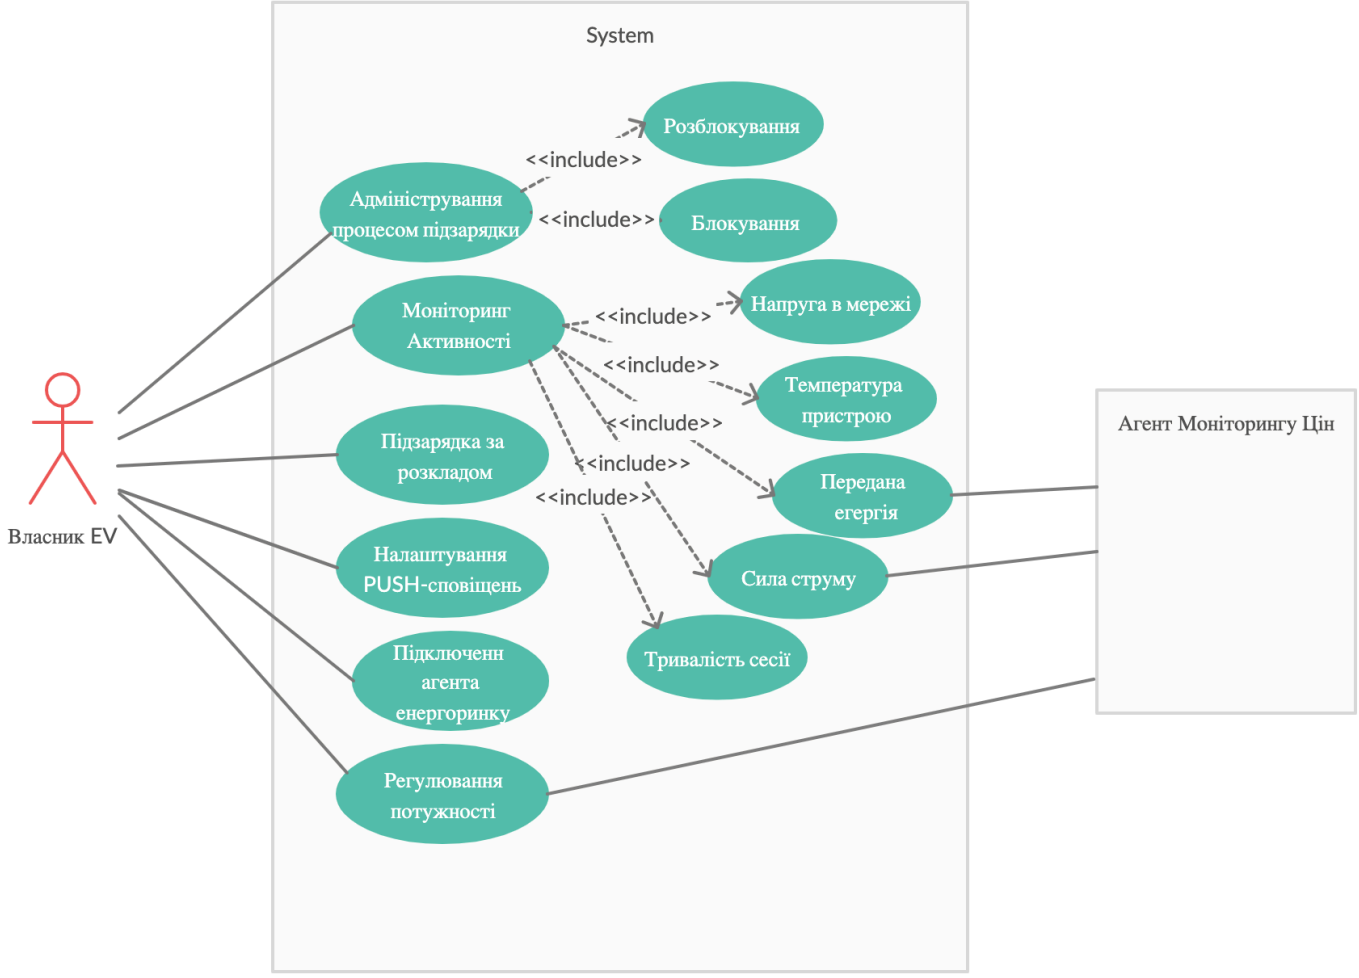 System
Розблокування
<<include>>
Адміністрування
процесом підзарядки
<<include>>
Блокування
Моніторинг
Активності
<<include>>
Напруга в мережі
<<include>>
Температура
пристрою
<<include>>
Агент Моніторингу Цін
Підзарядка за
розкладом
<<include>>
Передана
егергія
<<include>>
Власник EV
Налаштування
PUSH-сповіщень
Сила струму
Підключенн
агента
енергоринку
Тривалість сесії
Регулювання
потужності